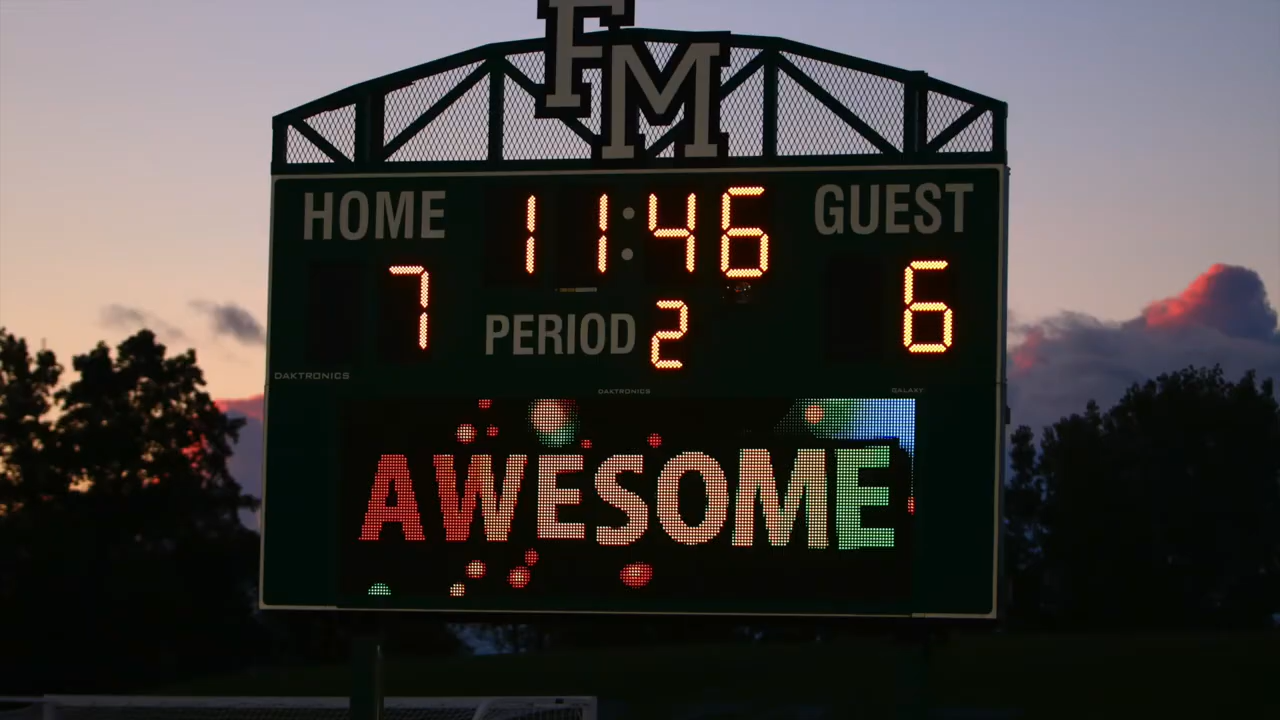 FM
HOME 11:46 GUEST
7 PERIOD 2 6
DAKTRONICS
DAKTRONICS GALAXY
AWESOME